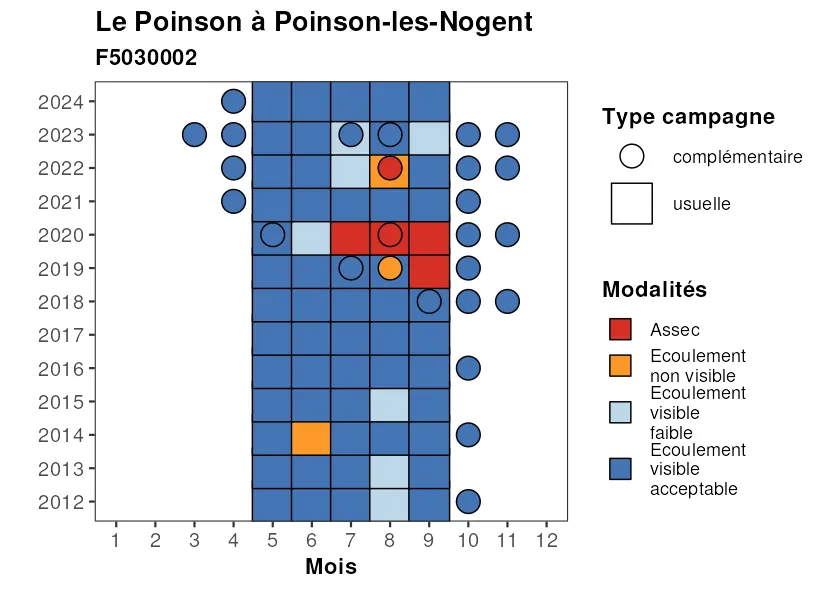 Le Poinson à Poinson-les-Nogent
F5030002
2024
2023
2022
2021
2020
2019
2018
2017
2016
2015
2014
2013
2012
1 2 3 4 5 6 7 8 9 10 11 12
Mois
Type campagne
complémentaire
usuelle
Modalités
Assec
Ecoulement
non visible
Ecoulement
visible
faible
Ecoulement
visible
acceptable